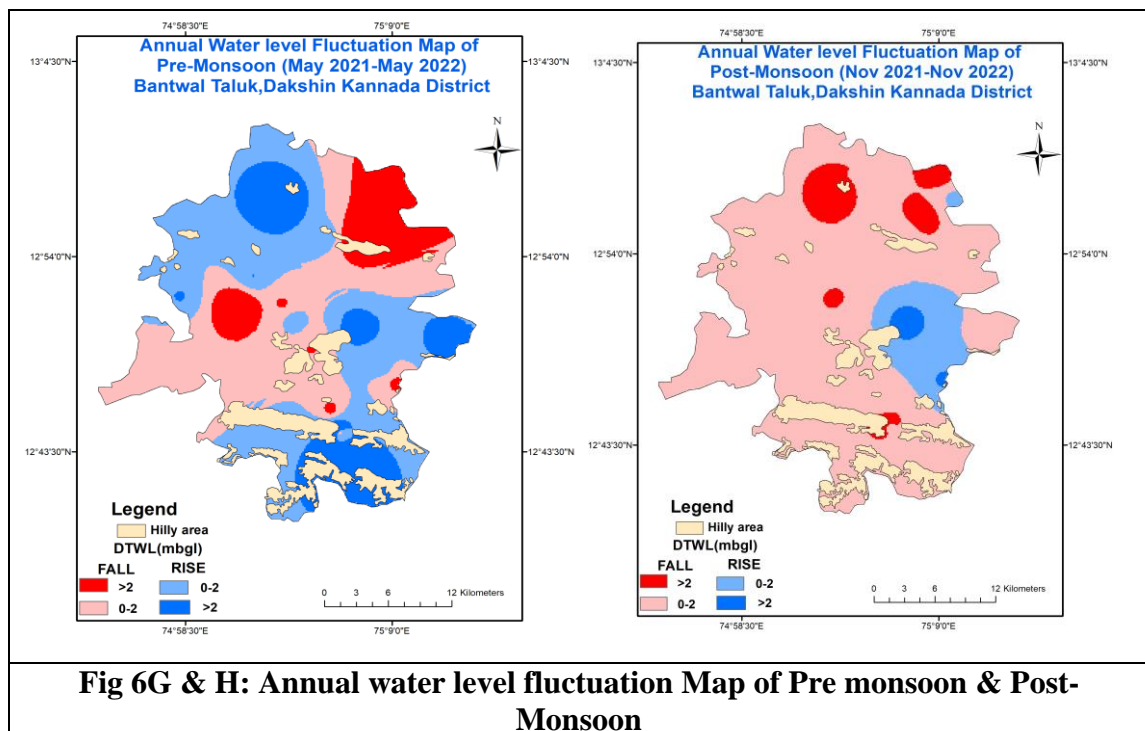 74°58'30"E
75°9'0"E
Annual Water level Fluctuation Map of
Pre-Monsoon (May 2021-May 2022)
Bantwal Taluk,Dakshin Kannada District
13°4'30"N
13°4'30"N
N
12°54'0"N
12°54'0"N
12°43'30"N
12°43'30"N
Legend
Hilly area
DTWL(mbgl)
FALL RISE
>2 0-2
0-2 >2
0 3 6 12 Kilometers
74°58'30"E
75°9'0"E
74°58'30"E
75°9'0"E
Annual Water level Fluctuation Map of
Post-Monsoon (Nov 2021-Nov 2022)
Bantwal Taluk,Dakshin Kannada District
13°4'30"N
13°4'30"N
N
12°54'0"N
12°54'0"N
12°43'30"N
12°43'30"N
Legend
Hilly area
DTWL(mbgl)
FALL RISE
>2 0-2
0-2 >2
0 3 6 12 Kilometers
74°58'30"E
75°9'0"E
Fig 6G & H: Annual water level fluctuation Map of Pre monsoon & Post-
Monsoon